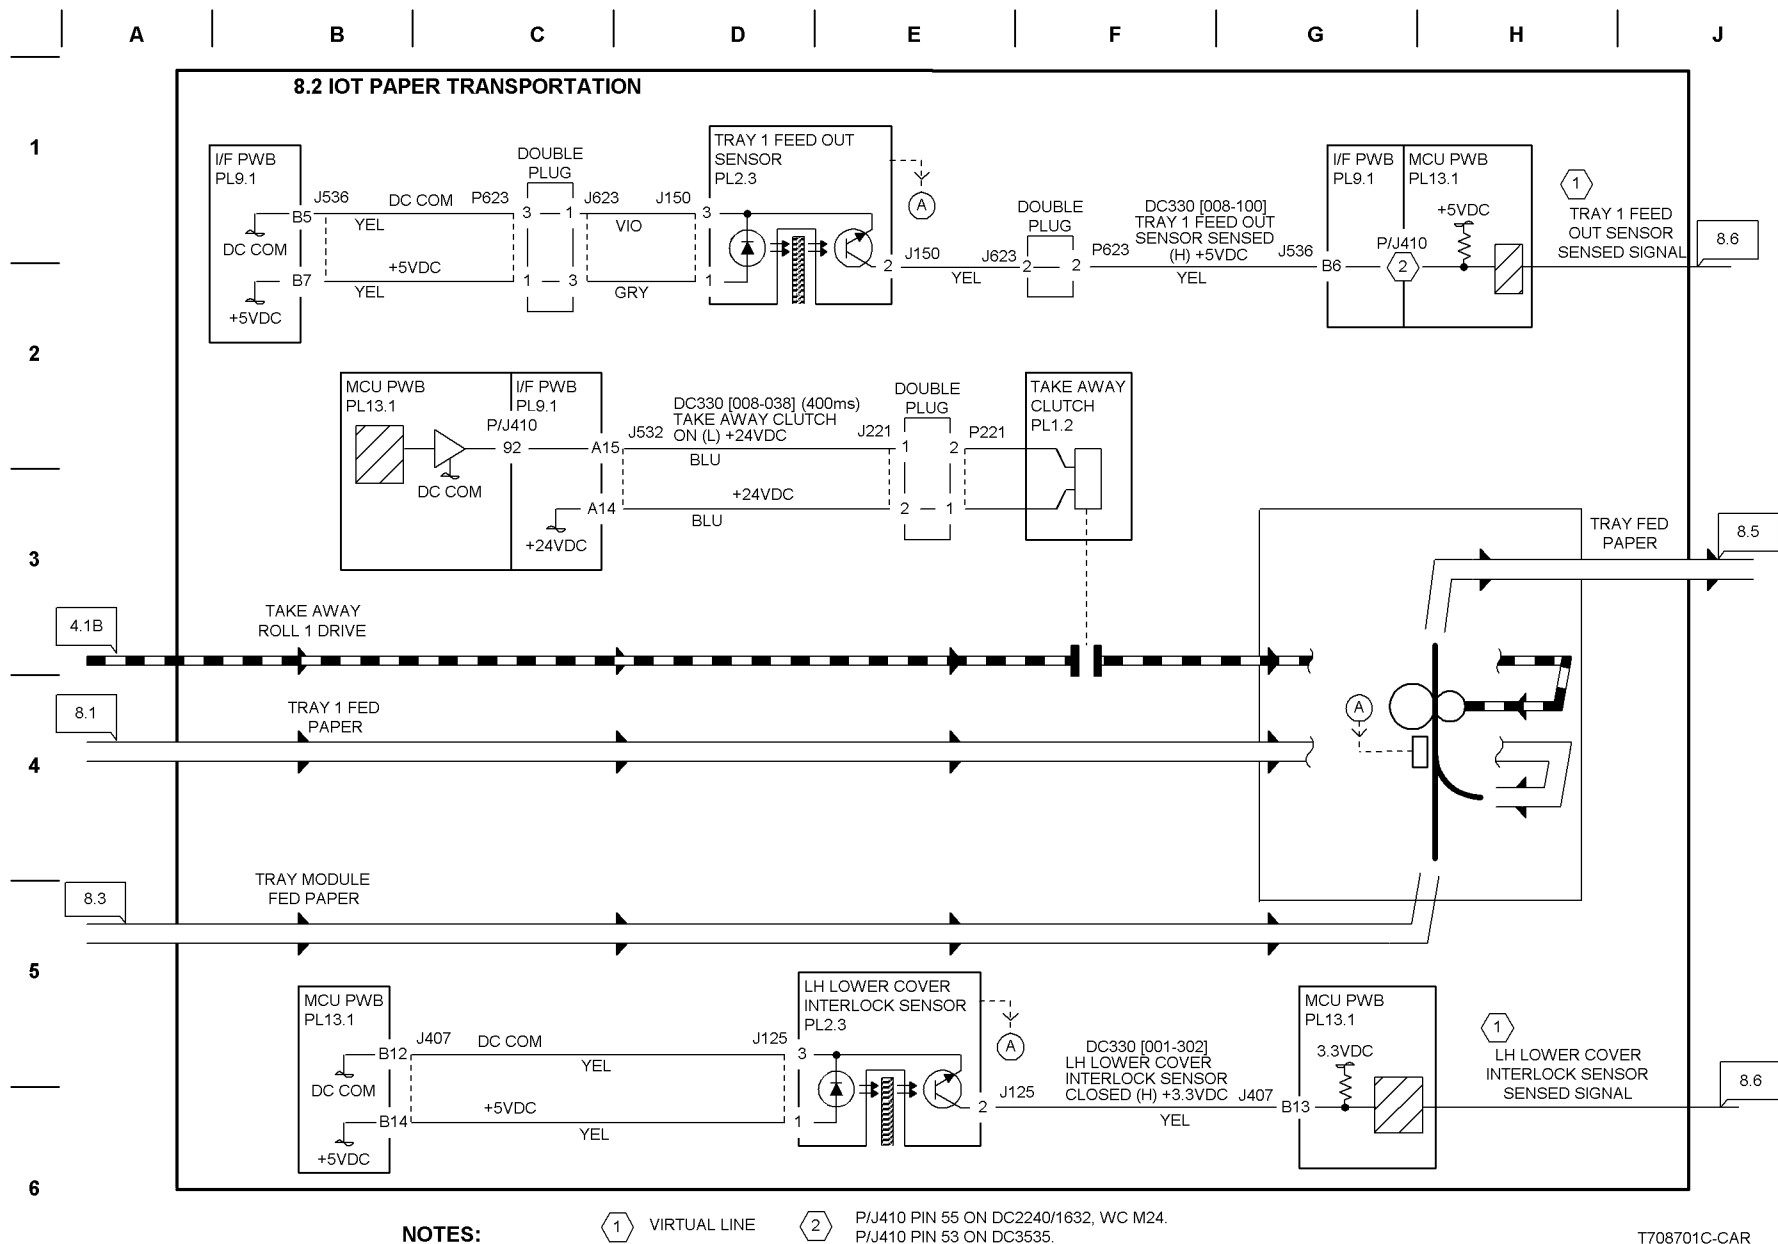 A B C D E F G H J
8.2 IOT PAPER TRANSPORTATION
1
I/F PWB
PL9.1
B5
DC COM
B7
+5VDC
J536
DC COM
YEL
+5VDC
YEL
P623
DOUBLE
PLUG
3 1
1 3
J623
VIO
GRY
J150
TRAY 1 FEED OUT
SENSOR
PL2.3
3
1
2
A
J150
YEL
J623
DOUBLE
PLUG
2 2
P623
DC330 [008-100]
TRAY 1 FEED OUT
SENSOR SENSED
(H) +5VDC
YEL
J536
I/F PWB
PL9.1
B6
MCU PWB
PL13.1
P/J410
2
+5VDC
1
TRAY 1 FEED
OUT SENSOR
SENSED SIGNAL
8.6
2
MCU PWB
PL13.1
DC COM
I/F PWB
PL9.1
P/J410
92
A15
A14
+24VDC
J532
DC330 [008-038] (400ms)
TAKE AWAY CLUTCH
ON (L) +24VDC
BLU
+24VDC
BLU
J221
DOUBLE
PLUG
1 2
2 1
P221
TAKE AWAY
CLUTCH
PL1.2
3
TRAY FED
PAPER
8.5
4.1B
TAKE AWAY
ROLL 1 DRIVE
8.1
TRAY 1 FED
PAPER
A
4
8.3
TRAY MODULE
FED PAPER
5
MCU PWB
PL13.1
B12
DC COM
B14
+5VDC
J407
DC COM
YEL
+5VDC
YEL
J125
LH LOWER COVER
INTERLOCK SENSOR
PL2.3
3
1
2
A
J125
DC330 [001-302]
LH LOWER COVER
INTERLOCK SENSOR
CLOSED (H) +3.3VDC
YEL
J407
MCU PWB
PL13.1
3.3VDC
B13
1
LH LOWER COVER
INTERLOCK SENSOR
SENSED SIGNAL
8.6
6
NOTES:
1 VIRTUAL LINE
2 P/J410 PIN 55 ON DC2240/1632, WC M24.
P/J410 PIN 53 ON DC3535.
T708701C-CAR